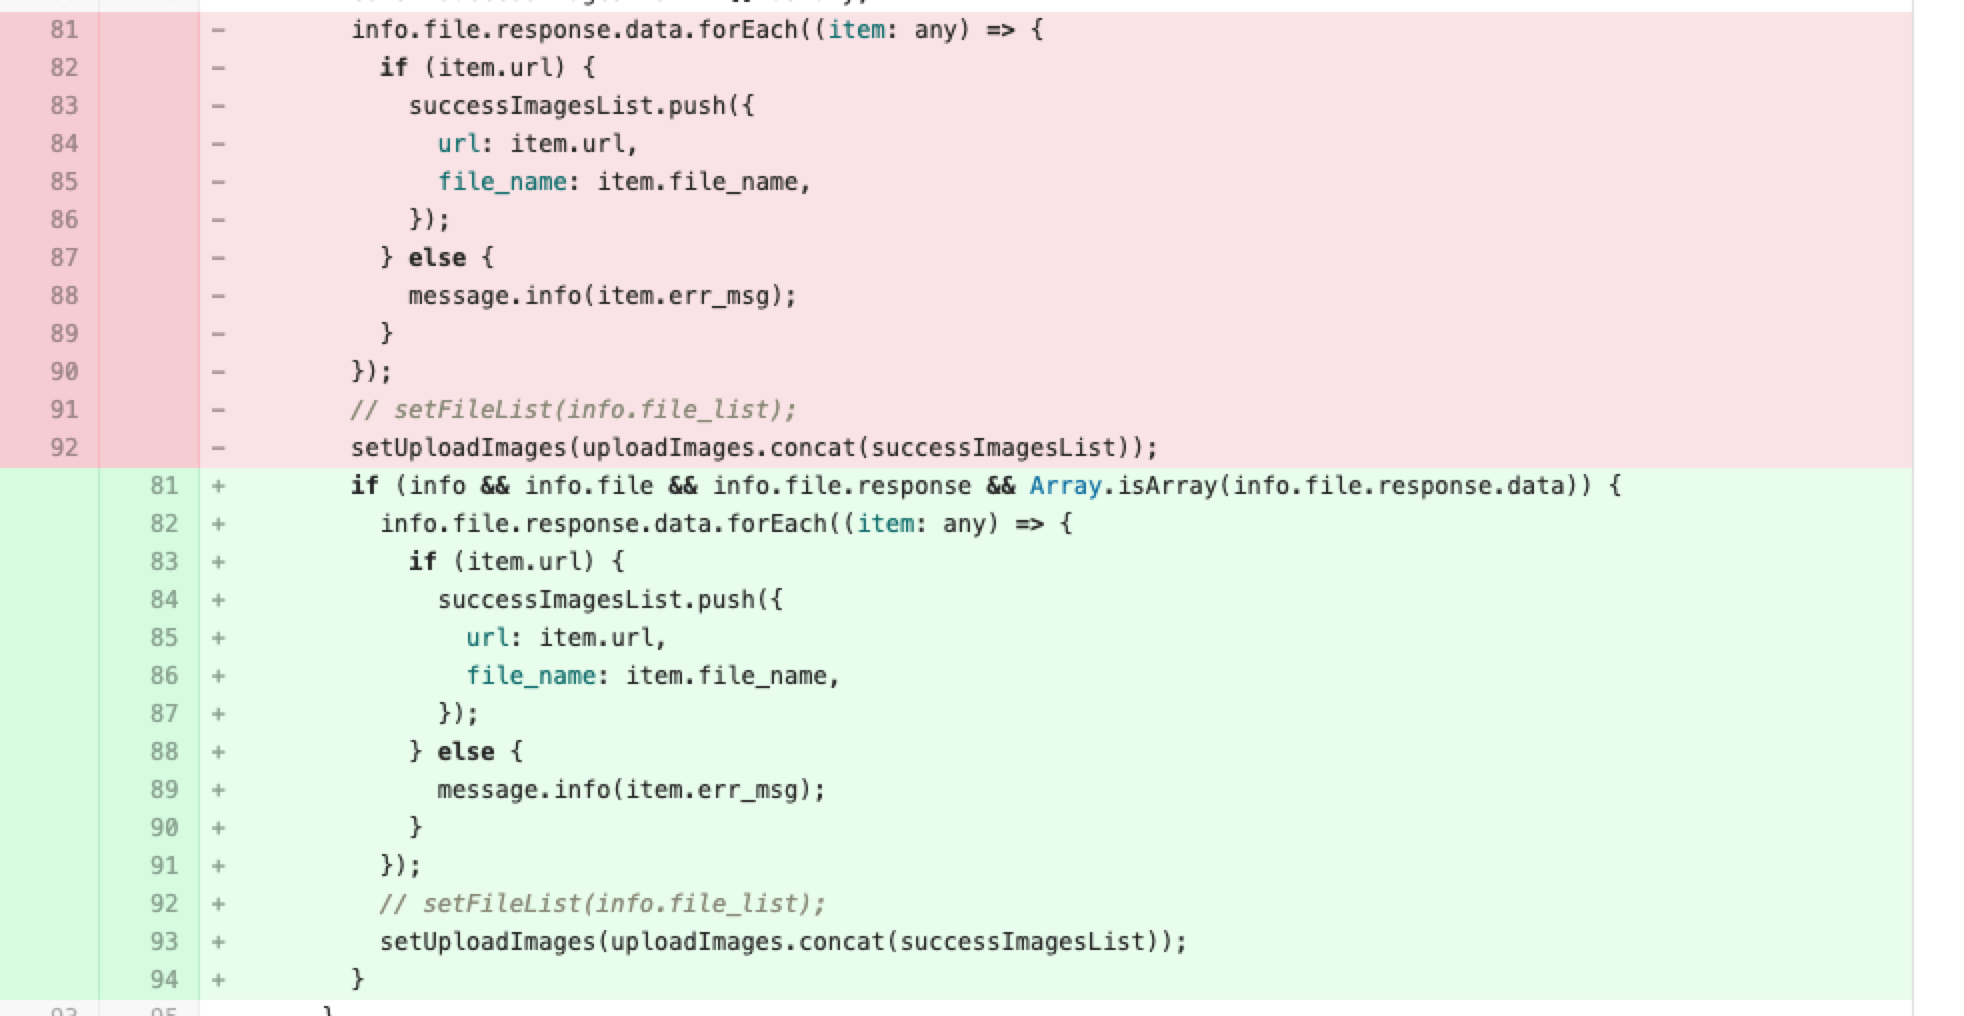 81 - info.file.response.data.forEach((item: any) => {
82 - if (item.url) {
83 - successImagesList.push({
84 - url: item.url,
85 - file_name: item.file_name,
86 - });
87 - } else {
88 - message.info(item.err_msg);
89 - }
90 - });
91 - // setFileList(info.file_list);
92 - setUploadImages(uploadImages.concat(successImagesList));
81 + if (info && info.file && info.file.response && Array.isArray(info.file.response.data)) {
82 + info.file.response.data.forEach((item: any) => {
83 + if (item.url) {
84 + successImagesList.push({
85 + url: item.url,
86 + file_name: item.file_name,
87 + });
88 + } else {
89 + message.info(item.err_msg);
90 + }
91 + });
92 + // setFileList(info.file_list);
93 + setUploadImages(uploadImages.concat(successImagesList));
94 + }
93 95 }